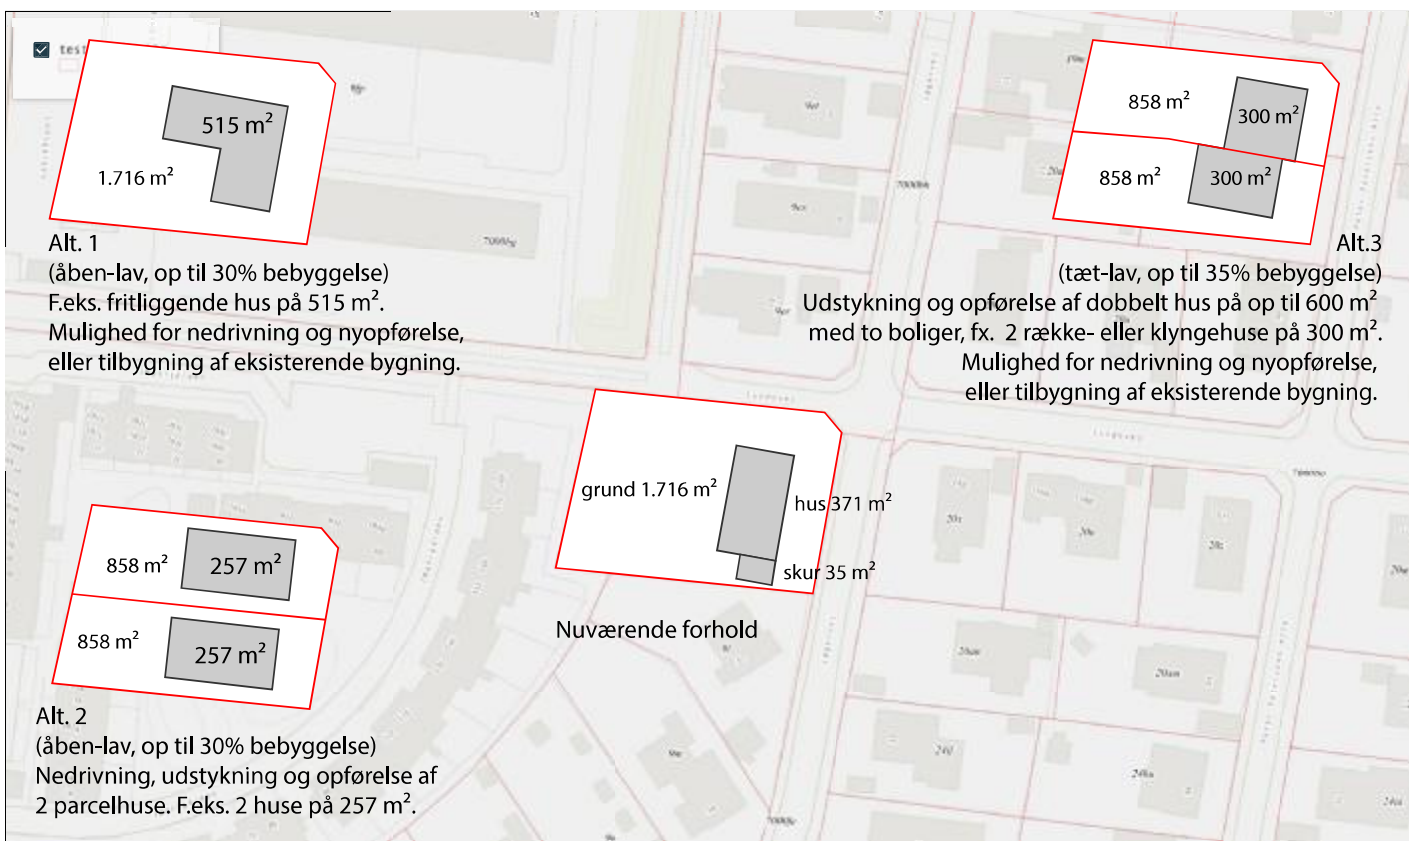 test
515 m²
1.716 m²
Alt. 1
(åben-lav, op til 30% bebyggelse)
F.eks. fritliggende hus på 515 m².
Mulighed for nedrivning og nyopførelse,
eller tilbygning af eksisterende bygning.
858 m²
300 m²
858 m²
300 m²
Alt.3
(tæt-lav, op til 35% bebyggelse)
Udstykning og opførelse af dobbelt hus på op til 600 m²
med to boliger, fx. 2 række- eller klyngehuse på 300 m².
Mulighed for nedrivning og nyopførelse,
eller tilbygning af eksisterende bygning.
grund 1.716 m²
hus 371 m²
skur 35 m²
Nuværende forhold
858 m²
257 m²
858 m²
257 m²
Alt. 2
(åben-lav, op til 30% bebyggelse)
Nedrivning, udstykning og opførelse af
2 parcelhuse. F.eks. 2 huse på 257 m².